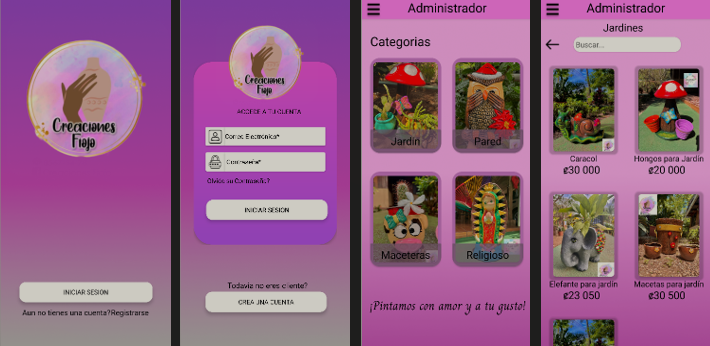 Creaciones
Fiojo
INICIAR SESION
Aun no tienes una cuenta?Registrarse
Creaciones
Fiojo
ACCEDE A TU CUENTA
Correo Electronico*
Contraseña*
Olvide su Contraseña?
INICIAR SESION
Todavia no eres cliente?
CREA UNA CUENTA
Administrador
Categorias
Jardin
Pared
Maceteras
Religioso
¡Pintamos con amor y a tu gusto!
Administrador
Jardines
Buscar...
Caracol
₡30 000
Hongos para Jardín
₡20 000
Elefante para jardín
₡23 050
Macetas para jardín
₡30 500